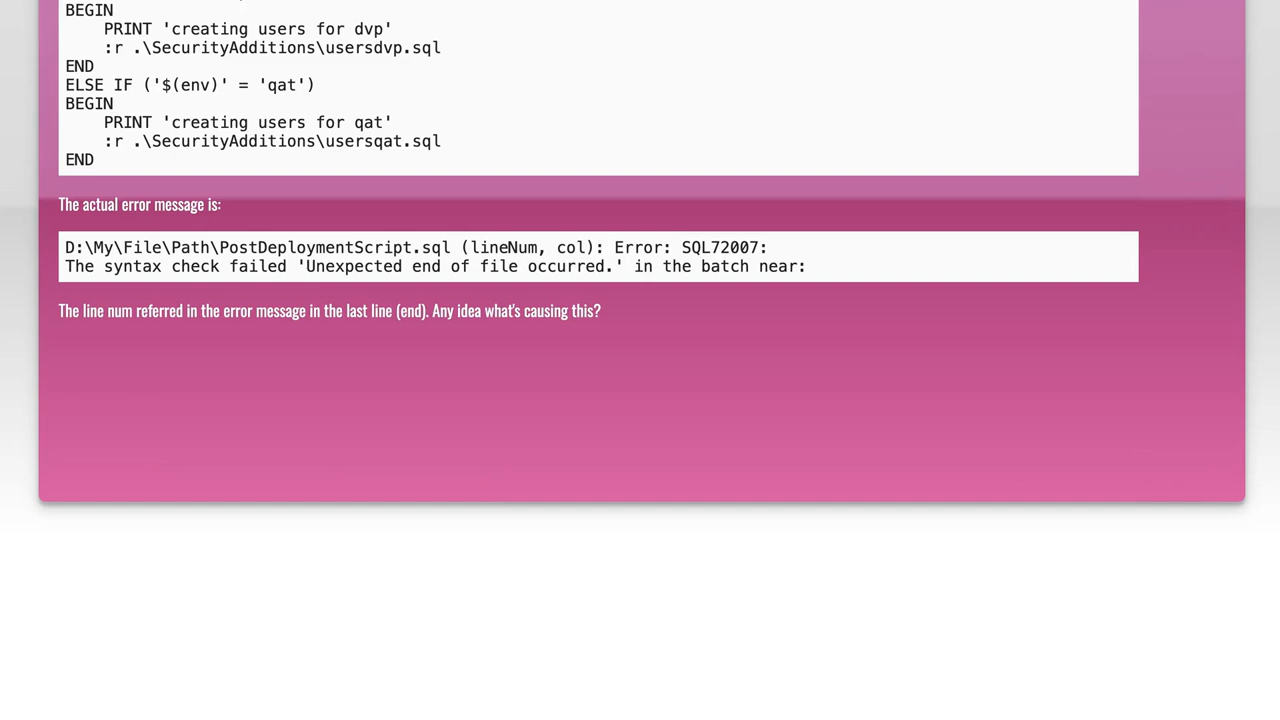 BEGIN
    PRINT 'creating users for dvp'
    :r .\SecurityAdditions\usersdvp.sql
END
ELSE IF ('$(env)' = 'qat')
BEGIN
    PRINT 'creating users for qat'
    :r .\SecurityAdditions\usersqat.sql
END
The actual error message is:
D:\My\File\Path\PostDeploymentScript.sql (lineNum, col): Error: SQL72007:
The syntax check failed 'Unexpected end of file occurred.' in the batch near:
The line num referred in the error message in the last line (end). Any idea what's causing this?